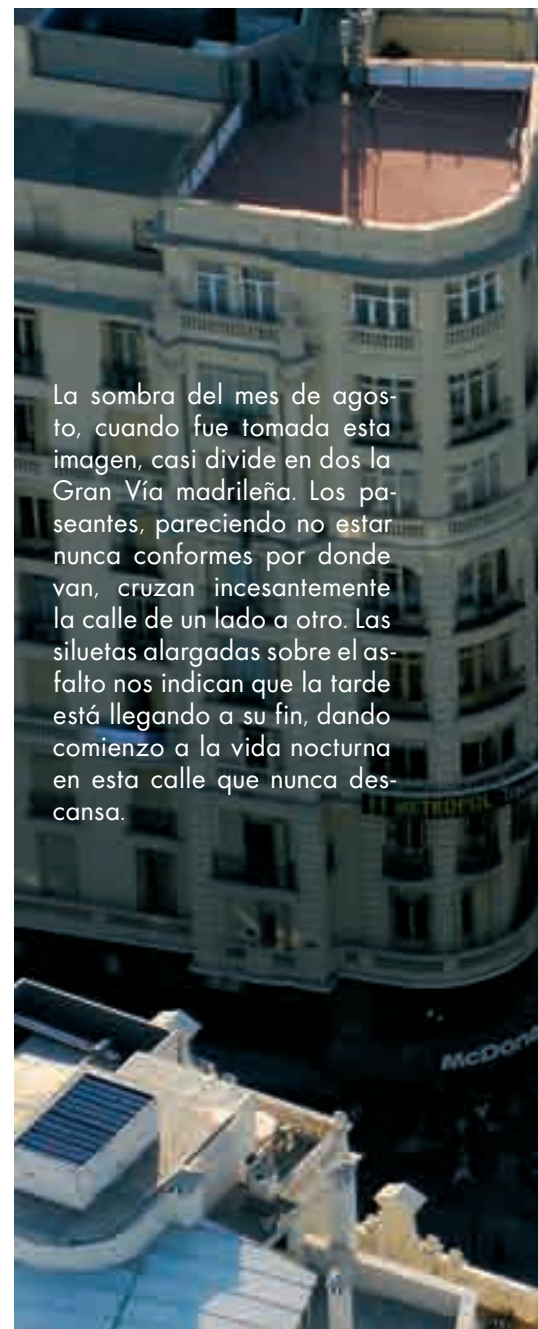 La sombra del mes de agos-
to, cuando fue tomada esta
imagen, casi divide en dos la
Gran Vía madrileña. Los pa-
seantes, pareciendo no estar
nunca conformes por donde
van, cruzan incesantemente
la calle de un lado a otro. Las
siluetas alargadas sobre el as-
falto nos indican que la tarde
está llegando a su fin, dando
comienzo a la vida nocturna
en esta calle que nunca des-
cansa.